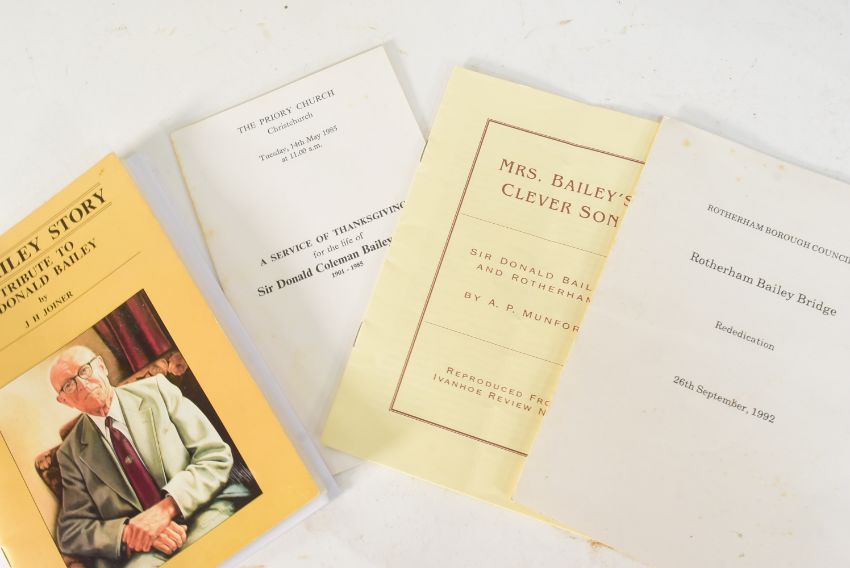 STORY
TRIBUTE TO
DONALD BAILEY
by
J H JOINER
THE PRIORY CHURCH
Christchurch
Tuesday, 14th May 1985
at 11.00 a.m.
A SERVICE OF THANKSGIVING
for the life of
Sir Donald Coleman Bailey
1901 - 1985
MRS. BAILEY'S
CLEVER SON
SIR DONALD BAIL
AND ROTHERHAM
BY A. P. MUNFOR
REPRODUCED FRO
IVANHOE REVIEW N
ROTHERHAM BOROUGH COUNCIL
Rotherham Bailey Bridge
Rededication
26th September, 1992